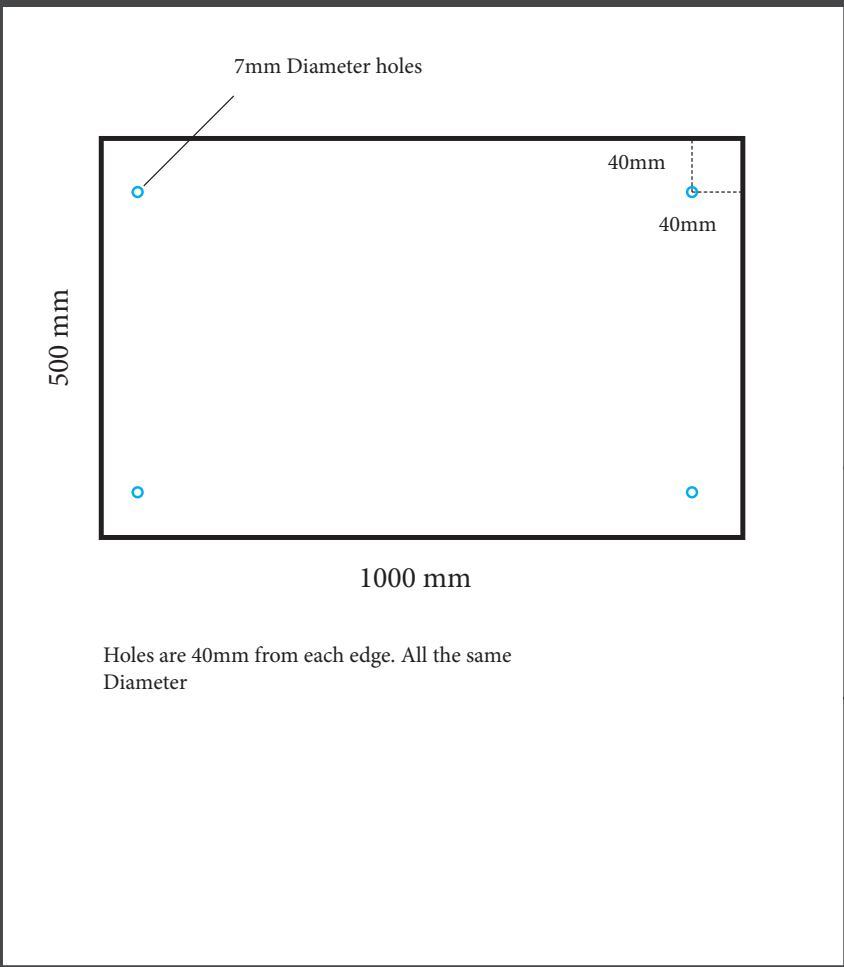 7mm Diameter holes
40mm
40mm
500 mm
1000 mm
Holes are 40mm from each edge. All the same
Diameter